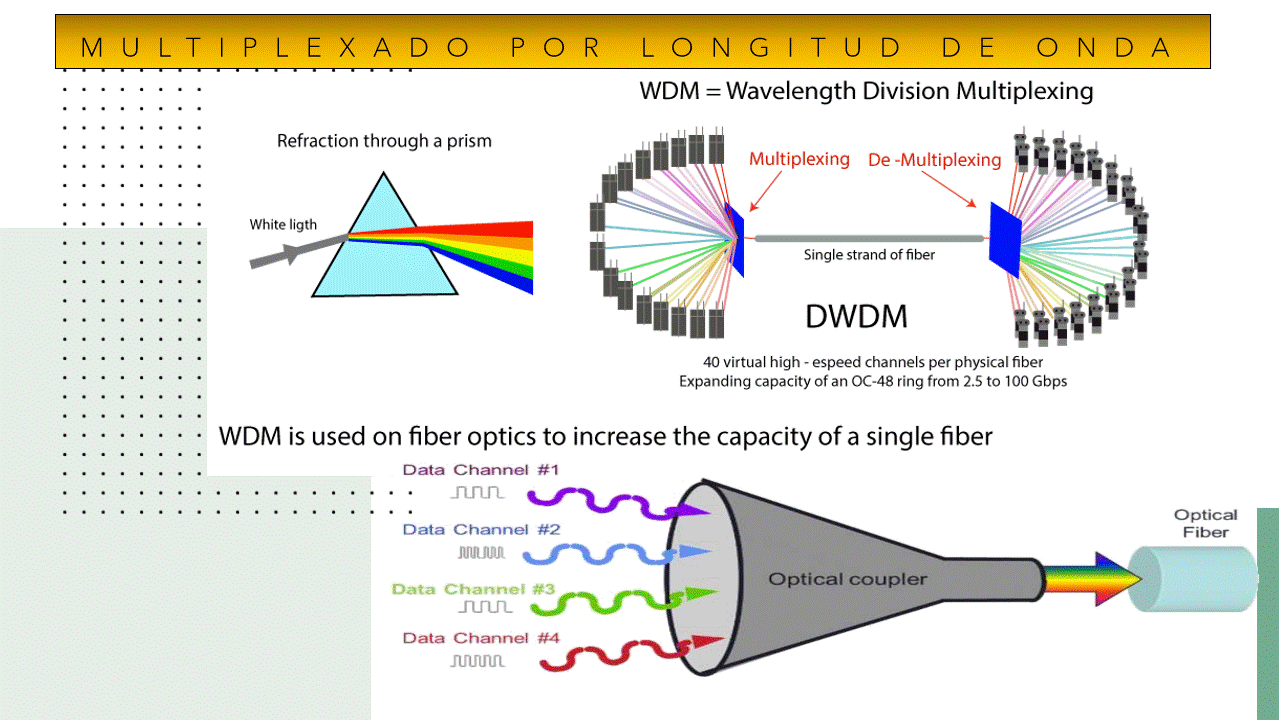 MULTIPLEXADO POR LONGITUD DE ONDA
WDM = Wavelength Division Multiplexing
Refraction through a prism
White ligth
Multiplexing
De -Multiplexing
Single strand of fiber
DWDM
40 virtual high - espeed channels per physical fiber
Expanding capacity of an OC-48 ring from 2.5 to 100 Gbps
WDM is used on fiber optics to increase the capacity of a single fiber
Data Channel #1
Data Channel #2
Data Channel #3
Data Channel #4
Optical coupler
Optical
Fiber